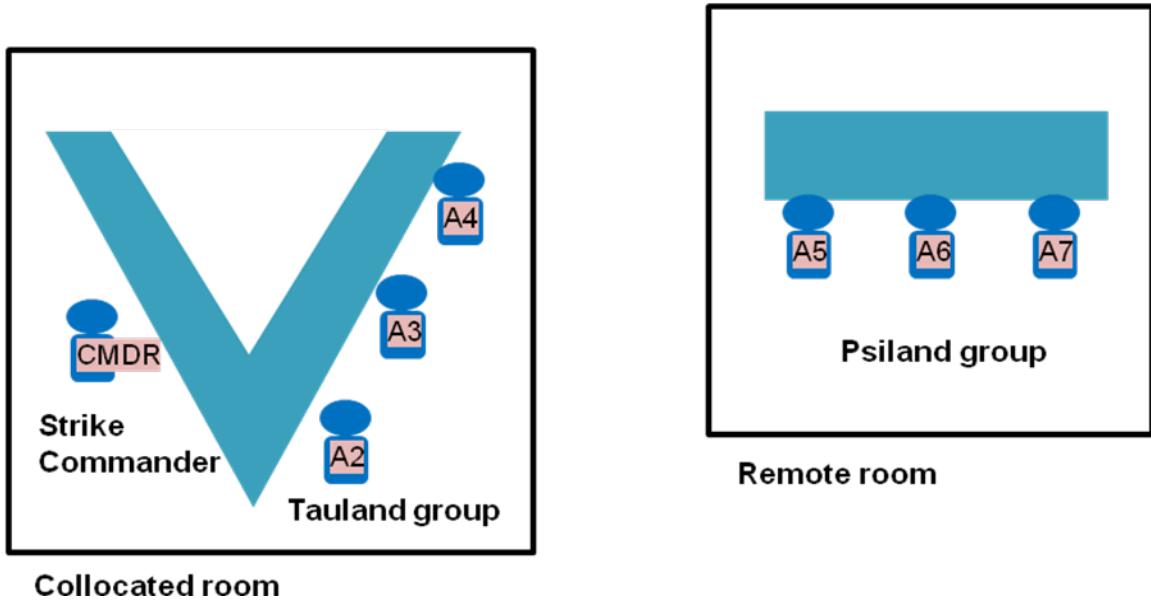 A4
A3
CMDR
Strike
Commander
A2
Tauland group
Collocated room
A5
A6
A7
Psiland group
Remote room